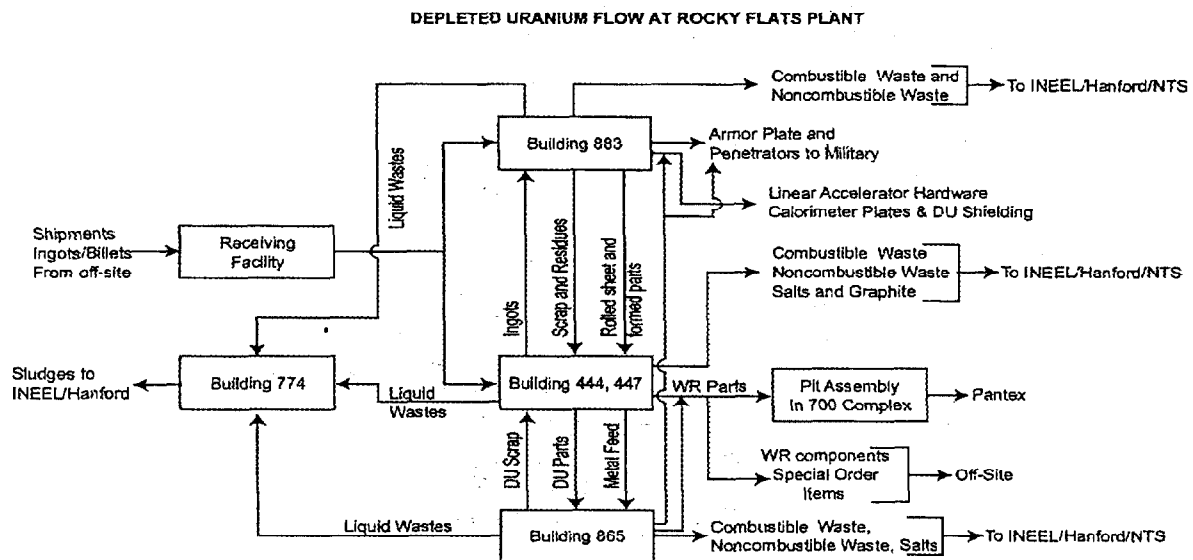 DEPLETED URANIUM FLOW AT ROCKY FLATS PLANT
Combustible Waste and
Noncombustible Waste
To INEEL/Hanford/NTS
Building 883
Armor Plate and
Penetrators to Military
Liquid Wastes
Linear Accelerator Hardware
Calorimeter Plates & DU Shielding
Shipments
Ingots/Billets
From off-site
Receiving
Facility
Ingots
Scrap and Residues
Rolled sheet and
formed parts
Combustible Waste
Noncombustible Waste
Salts and Graphite
To INEEL/Hanford/NTS
Sludges to
INEEL/Hanford
Building 774
Liquid
Wastes
Building 444, 447
WR Parts
Pit Assembly
In 700 Complex
Pantex
DU Scrap
DU Parts
Metal Feed
WR components
Special Order
Items
Off-Site
Liquid Wastes
Building 865
Combustible Waste,
Noncombustible Waste, Salts
To INEEL/Hanford/NTS